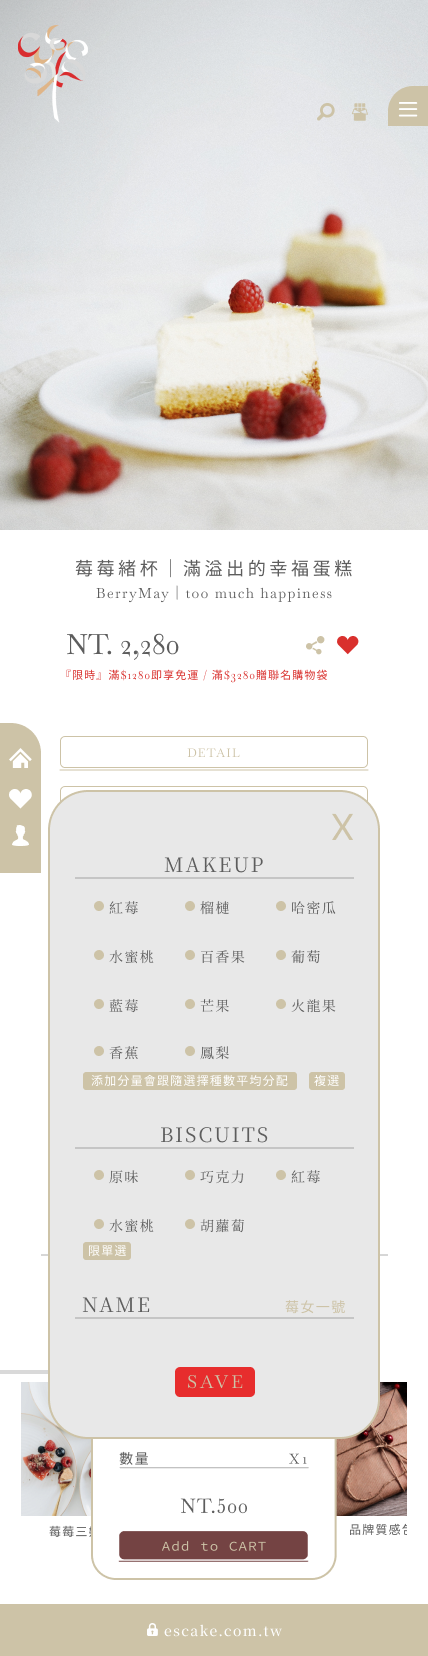 莓莓緒杯｜滿溢出的幸福蛋糕
BerryMay | too much happiness
NT. 2,280
『限時』滿$1280即享免運 / 滿$3280贈聯名購物袋
DETAIL
X
MAKEUP
紅莓 榴槤 哈密瓜
水蜜桃 百香果 葡萄
藍莓 芒果 火龍果
香蕉 鳳梨
添加分量會跟隨選擇種數平均分配 複選
BISCUITS
原味 巧克力 紅莓
水蜜桃 胡蘿蔔
限單選
NAME 莓女一號
SAVE
數量 X1
NT.500
莓莓三 品牌質感
Add to CART
escake.com.tw